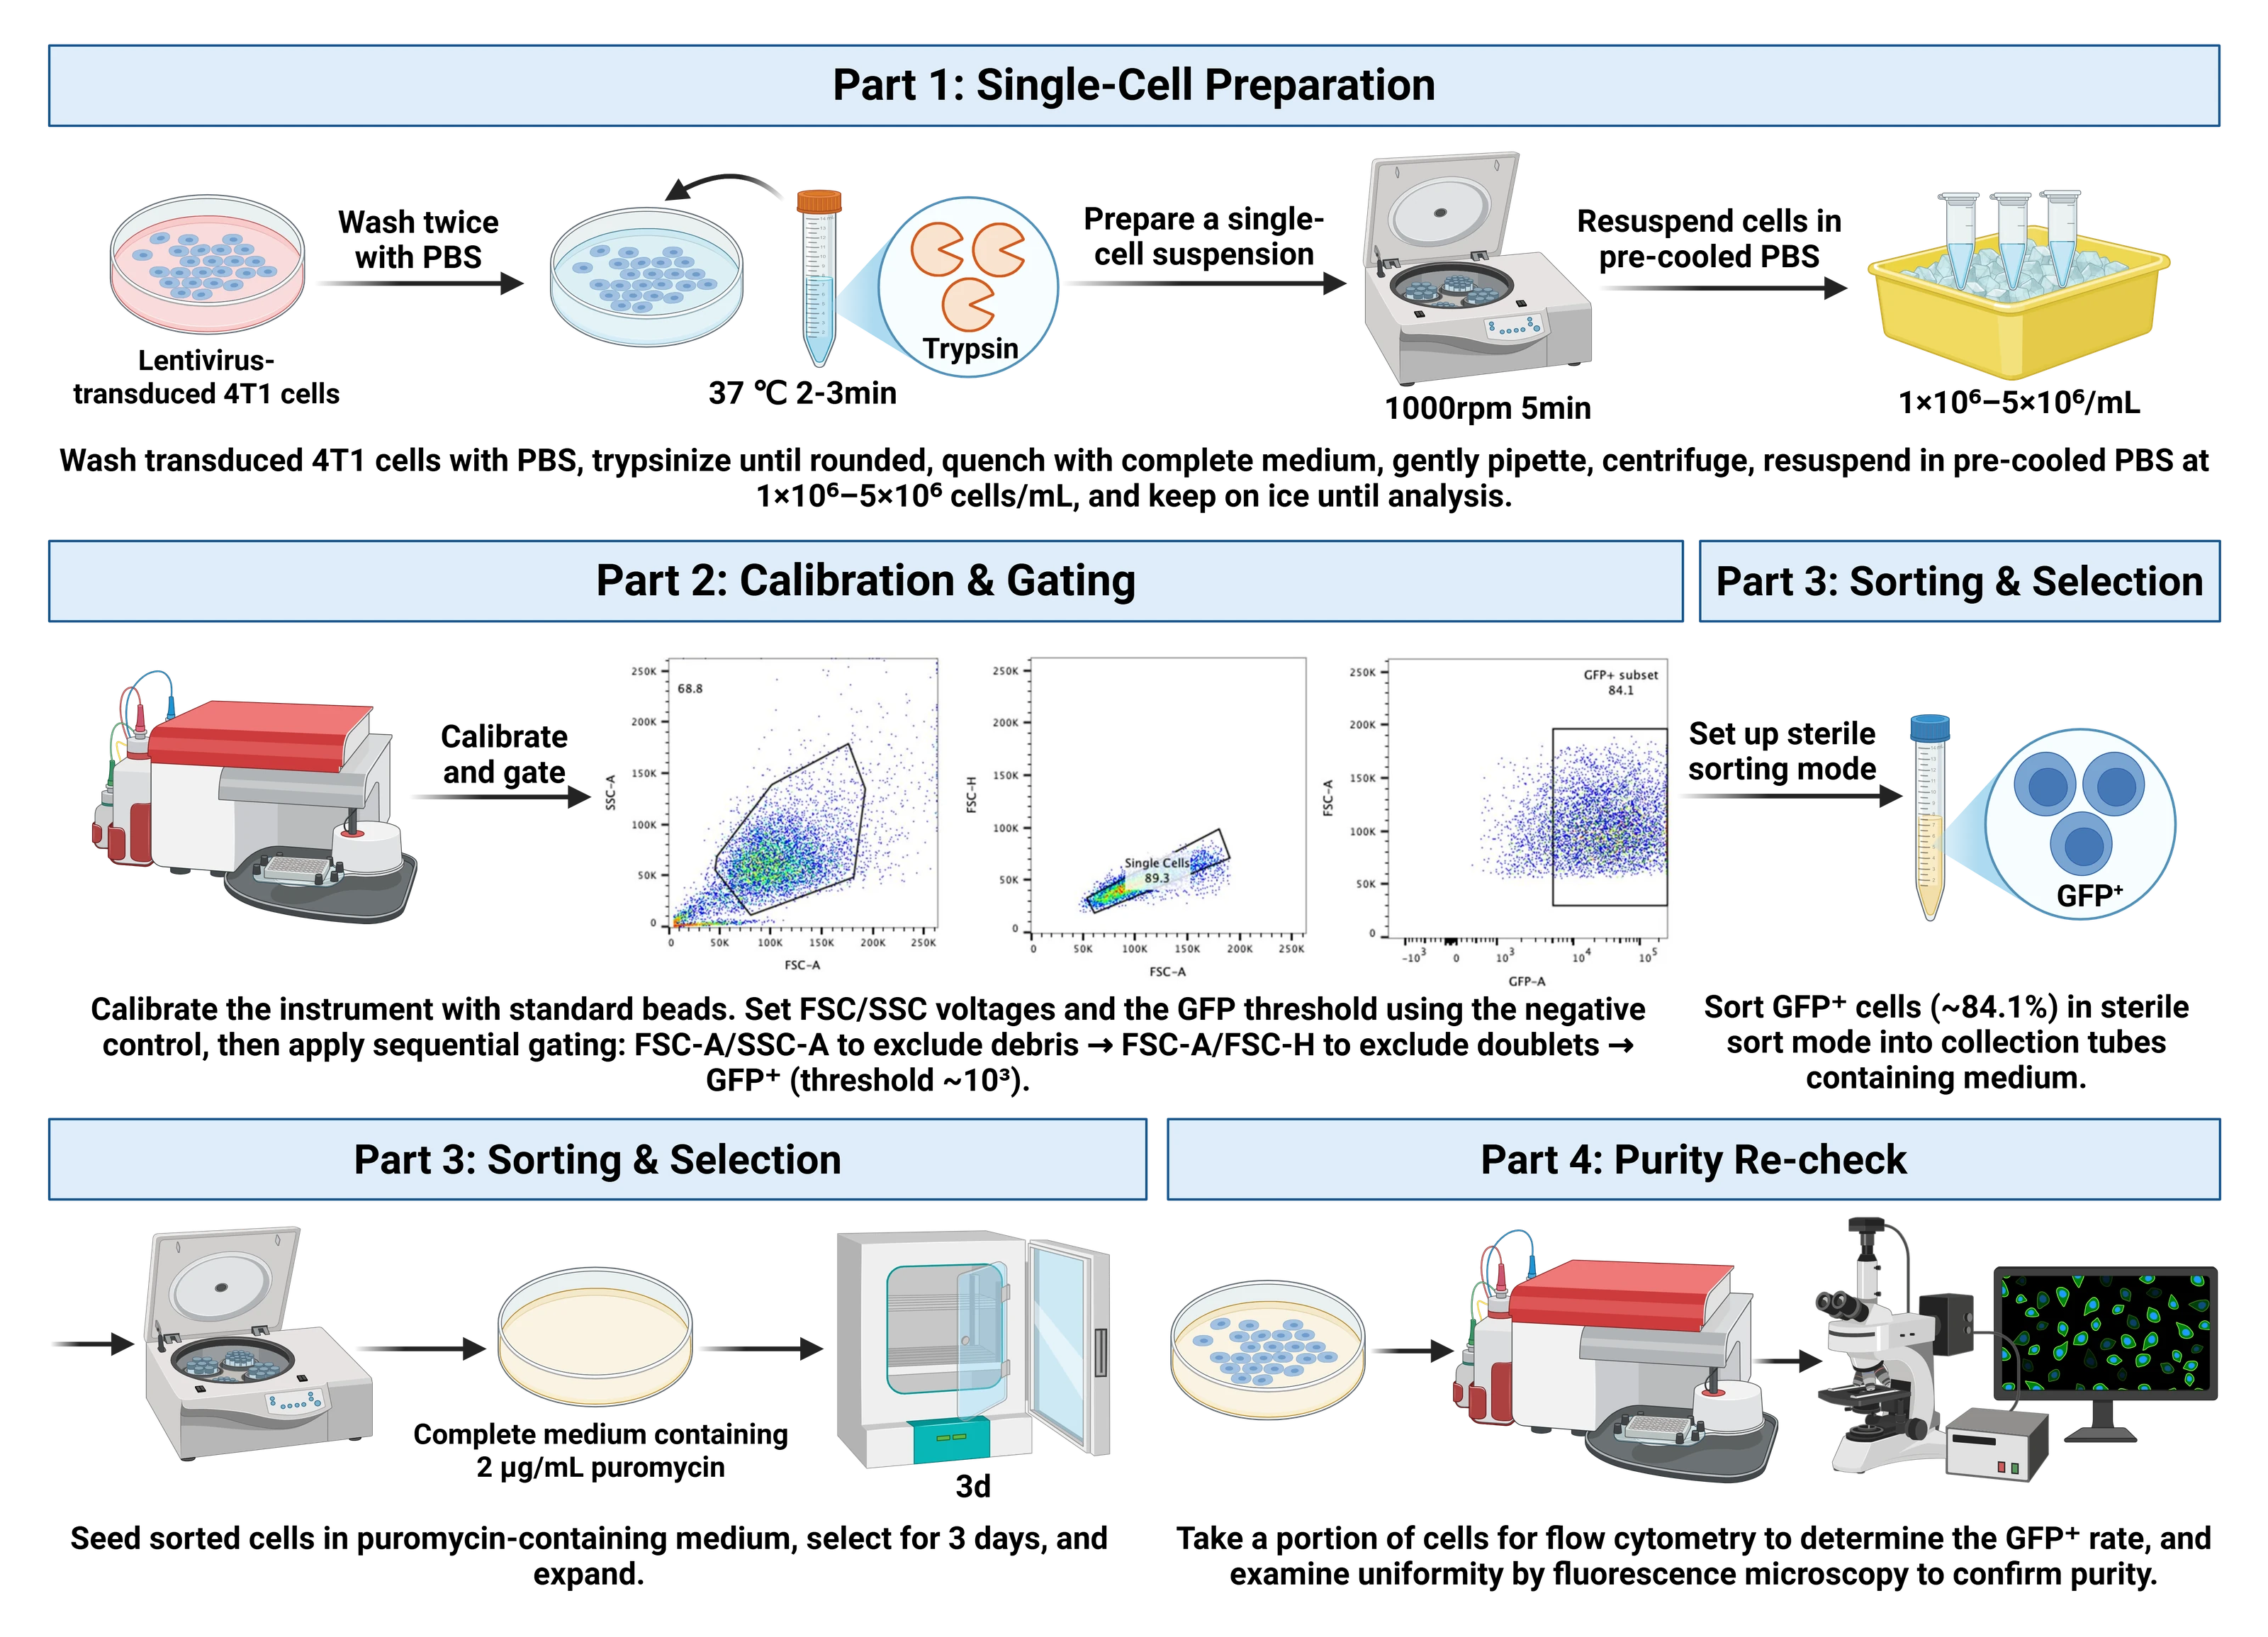 Part 1: Single-Cell Preparation
Wash twice
with PBS
Prepare a single-
cell suspension
Resuspend cells in
pre-cooled PBS
Trypsin
Lentivirus-
transduced 4T1 cells
37 ℃ 2-3min
1000rpm 5min
1×10⁶–5×10⁶/mL
Wash transduced 4T1 cells with PBS, trypsinize until rounded, quench with complete medium, gently pipette, centrifuge, resuspend in pre-cooled PBS at
1×10⁶–5×10⁶ cells/mL, and keep on ice until analysis.
Part 2: Calibration & Gating
Part 3: Sorting & Selection
Calibrate
and gate
250K
200K
150K
100K
50K
0
SSC-A
68.8
0 50K 100K 150K 200K 250K
FSC-A
250K
200K
150K
100K
50K
0
FSC-H
Single Cells
89.3
0 50K 100K 150K 200K 250K
FSC-A
250K
200K
150K
100K
50K
0
FSC-A
GFP+ subset
84.1
-10³ 0 10³ 10⁴ 10⁵
GFP-A
Set up sterile
sorting mode
GFP⁺
Calibrate the instrument with standard beads. Set FSC/SSC voltages and the GFP threshold using the negative
control, then apply sequential gating: FSC-A/SSC-A to exclude debris → FSC-A/FSC-H to exclude doublets →
GFP⁺ (threshold ~10³).
Sort GFP⁺ cells (~84.1%) in sterile
sort mode into collection tubes
containing medium.
Part 3: Sorting & Selection
Part 4: Purity Re-check
Complete medium containing
2 µg/mL puromycin
3d
Seed sorted cells in puromycin-containing medium, select for 3 days, and
expand.
Take a portion of cells for flow cytometry to determine the GFP⁺ rate, and
examine uniformity by fluorescence microscopy to confirm purity.